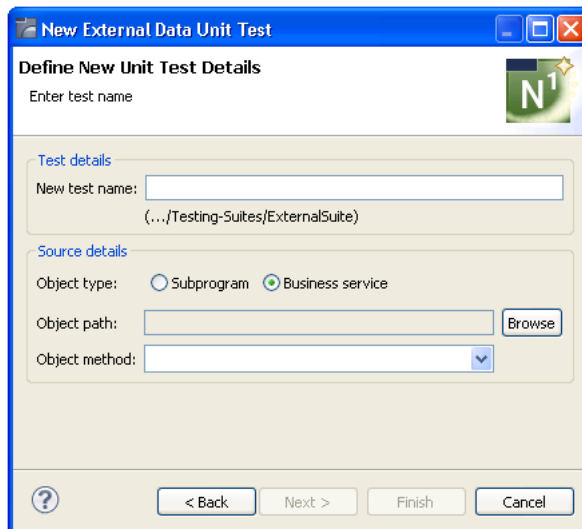 New External Data Unit Test
Define New Unit Test Details
Enter test name
N1
Test details
New test name:
(.../Testing-Suites/ExternalSuite)
Source details
Object type: Subprogram Business service
Object path: Browse
Object method:
? < Back Next > Finish Cancel